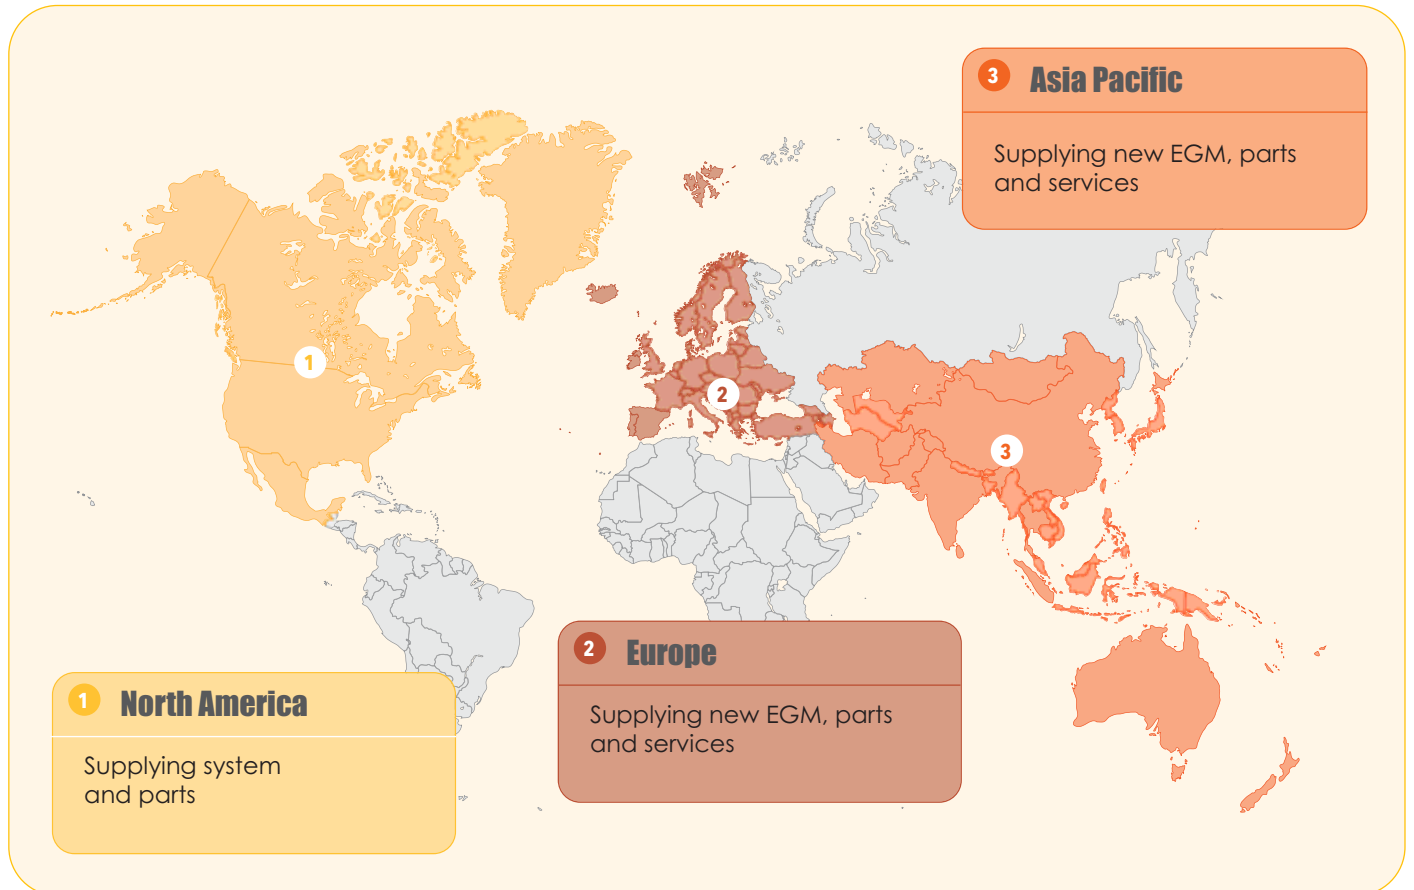 3 Asia Pacific
Supplying new EGM, parts
and services
1
2
3
2 Europe
Supplying new EGM, parts
and services
1 North America
Supplying system
and parts